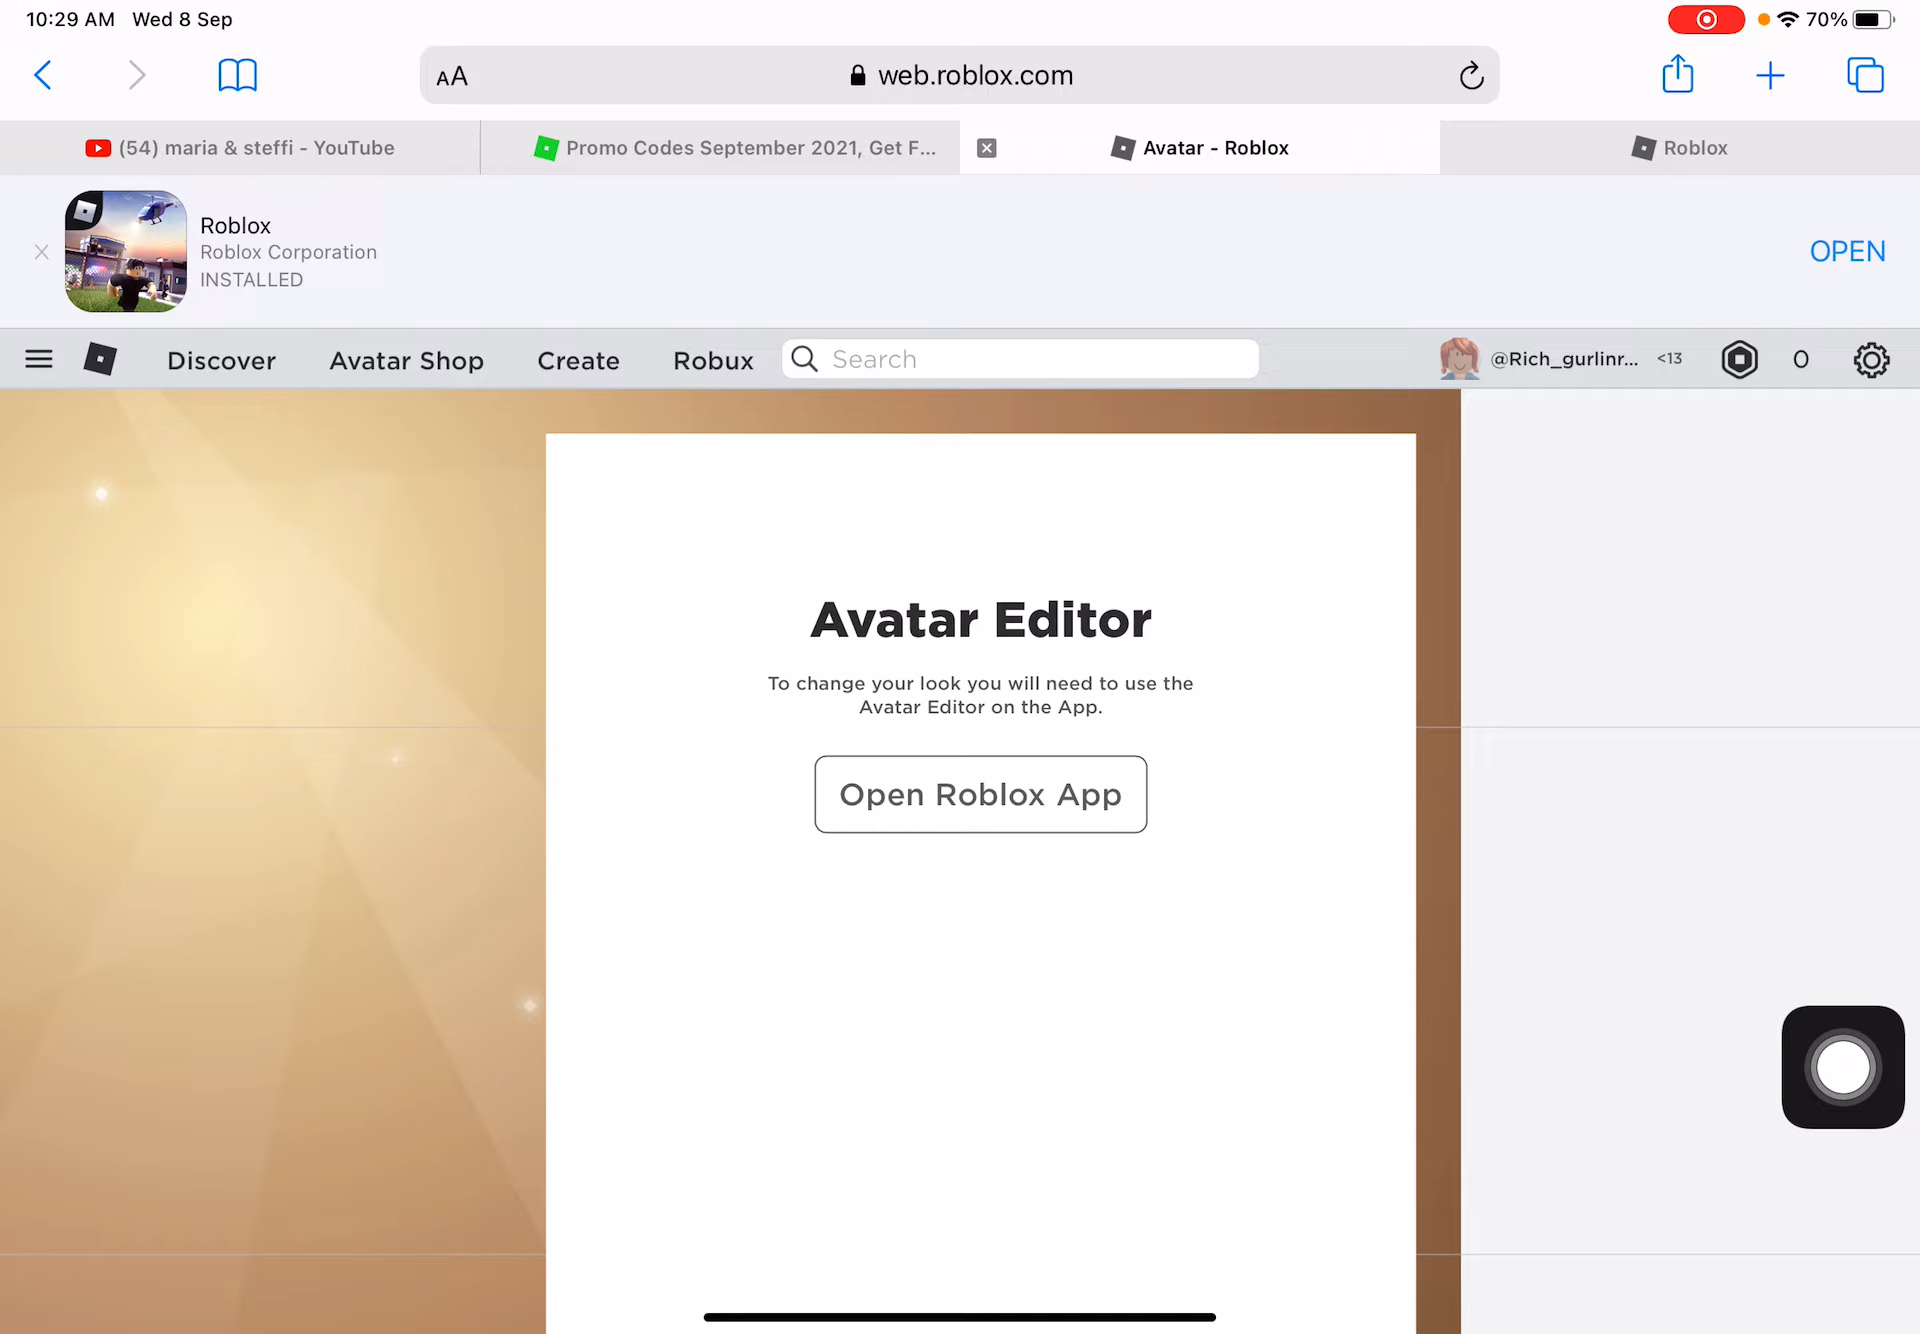 10:29 AM Wed 8 Sep
70%
AA
web.roblox.com
(54) maria & steffi - YouTube
Promo Codes September 2021, Get F...
Avatar - Roblox
Roblox
Roblox
Roblox Corporation
INSTALLED
OPEN
Discover
Avatar Shop
Create
Robux
Search
@Rich_gurlinr...
<13
0
Avatar Editor
To change your look you will need to use the
Avatar Editor on the App.
Open Roblox App